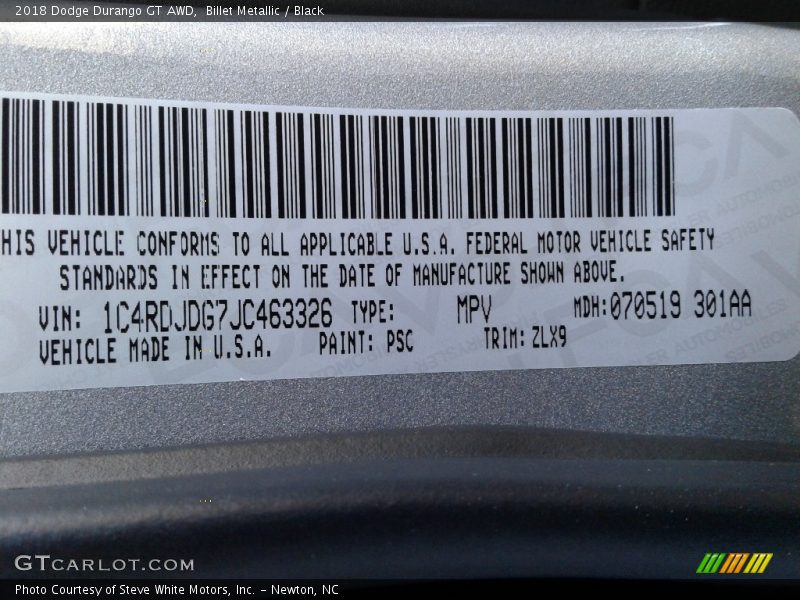 2018 Dodge Durango GT AWD, Billet Metallic / Black
HIS VEHICLE CONFORMS TO ALL APPLICABLE U.S.A. FEDERAL MOTOR VEHICLE SAFETY
STANDARDS IN EFFECT ON THE DATE OF MANUFACTURE SHOWN ABOVE.
VIN: 1C4RDJDG7JC463326 TYPE: MPV MDH:070519 301AA
VEHICLE MADE IN U.S.A. PAINT: PSC TRIM: ZLX9
GTCARLOT.COM
Photo Courtesy of Steve White Motors, Inc. – Newton, NC